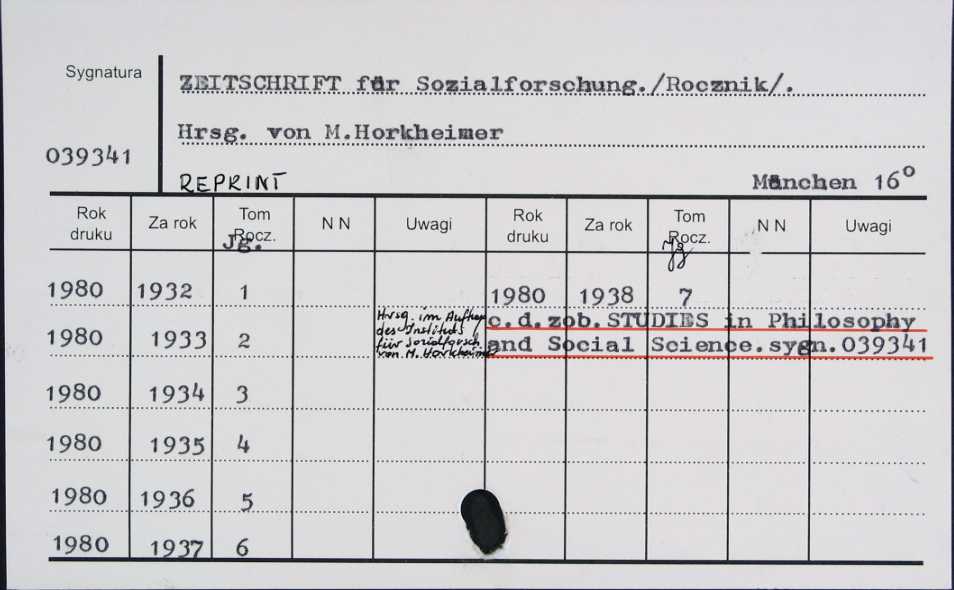 Sygnatura
ZEITSCHRIFT für Sozialforschung./Rocznik/.
Hrsg. von M.Horkheimer
039341
REPRINT
München 16°
Rok druku Za rok Tom Rocz. N N Uwagi Rok druku Za rok Tom Rocz. N N Uwagi
Jg. Jg
1980 1932 1 1980 1938 7
Hrsg. im Auftrag
des Instituts
für Sozialforsch
von M. Horkheimer
c.d.zob.STUDIES in Philosophy
and Social Science.sygn.039341
1980 1933 2
1980 1934 3
1980 1935 4
1980 1936 5
1980 1937 6